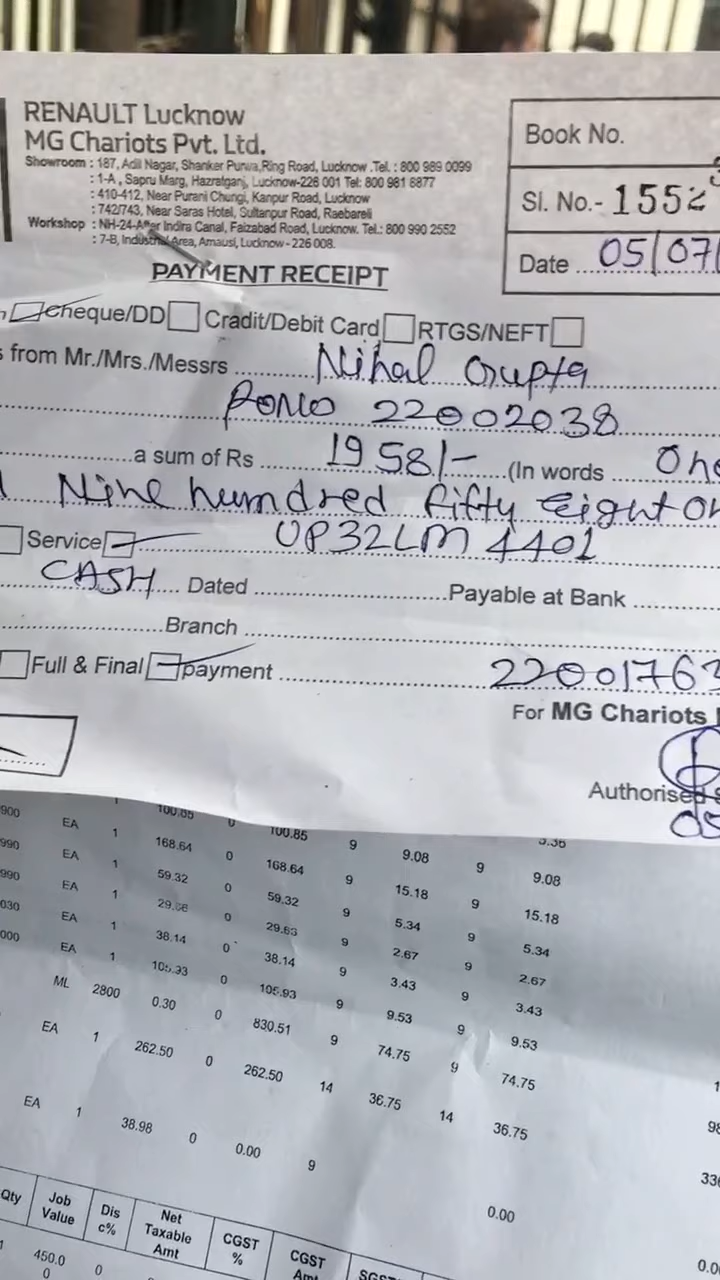 RENAULT Lucknow
MG Chariots Pvt. Ltd.
Showroom : 187, Adil Nagar, Shanker Purwa,Ring Road, Lucknow .Tel. : 800 989 0099
: 1-A , Sapru Marg, Hazratganj, Lucknow-226 001 Tel: 800 981 6877
: 410-412, Near Purani Chungi, Kanpur Road, Lucknow
: 742/743, Near Saras Hotel, Sultanpur Road, Raebareli
Workshop : NH-24-After Indira Canal, Faizabad Road, Lucknow. Tel.: 800 990 2552
: 7-B, Industrial Area, Amausi, Lucknow - 226 008.
Book No.
Sl. No.- 1552
Date 05/07/
PAYMENT RECEIPT
Cheque/DD Cradit/Debit Card RTGS/NEFT
from Mr./Mrs./Messrs Nihal Gupta
22002038
a sum of Rs 1958/- (In words One
Nine humdred fifty Eight
Service UP32LM 4401
CASH Dated Payable at Bank
Branch
Full & Final payment 2200176
For MG Chariots
Authorised
05
900 EA 1 100.85 0 100.85 9 9.08 9 9.08
990 EA 1 168.64 0 168.64 9 15.18 9 15.18
990 EA 1 59.32 0 59.32 9 5.34 9 5.34
030 EA 1 0 29.63 9 2.67 9 2.67
000 EA 1 38.14 0 38.14 9 3.43 9 3.43
EA 1 105.93 0 105.93 9 9.53 9 9.53
ML 2800 0.30 0 830.51 9 74.75 9 74.75
EA 1 262.50 0 262.50 14 36.75 14 36.75
EA 1 38.98 0 0.00 9 0.00
Qty Job Value Dis c% Net Taxable Amt CGST % CGST Amt
450.0 0 0